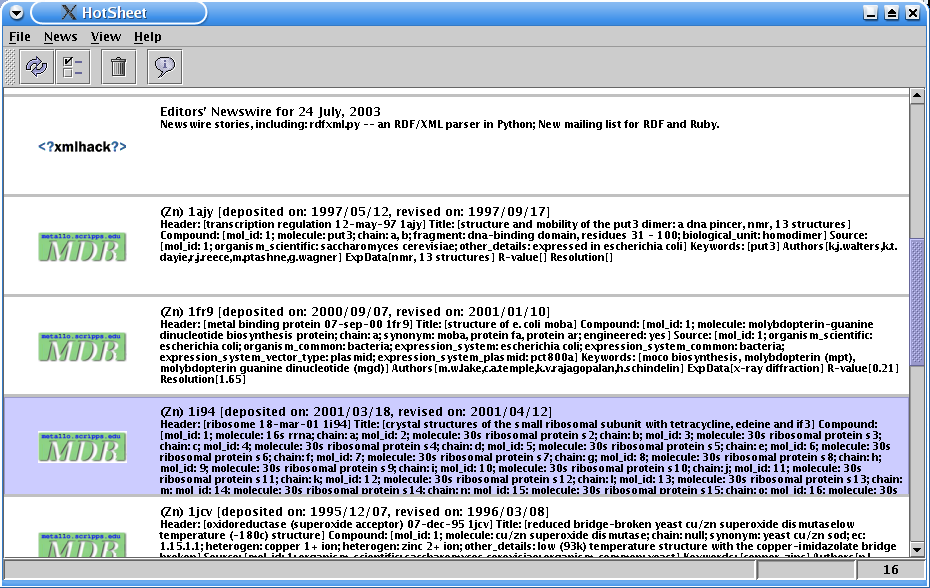 HotSheet
File News View Help
Editors' Newswire for 24 July, 2003
Newswire stories, including: rdfxml.py -- an RDF/XML parser in Python; New mailing list for RDF and Ruby.
<?xmlhack?>
(Zn) 1ajy [deposited on: 1997/05/12, revised on: 1997/09/17]
Header: [transcription regulation 12-may-97 1ajy] Title: [structure and mobility of the put3 dimer: a dna pincer, nmr, 13 structures]
Compound: [mol_id: 1; molecule: put3; chain: a, b; fragment: dna-binding domain, residues 31 - 100; biological_unit: homodimer] Source:
[mol_id: 1; organism_scientific: saccharomyces cerevisiae; other_details: expressed in escherichia coli] Keywords: [put3] Authors[k.j.walters,k.t.
dayie,r.j.reece,m.ptashne,g.wagner] ExpData[nmr, 13 structures] R-value[] Resolution[]
metallo.scripps.edu
MDR
(Zn) 1fr9 [deposited on: 2000/09/07, revised on: 2001/01/10]
Header: [metal binding protein 07-sep-00 1fr9] Title: [structure of e. coli moba] Compound: [mol_id: 1; molecule: molybdopterin-guanine
dinucleotide biosynthesis protein; chain: a; synonym: moba, protein fa, protein ar; engineered: yes] Source: [mol_id: 1; organism_scientific:
escherichia coli; organism_common: bacteria; expression_system: escherichia coli; expression_system_common: bacteria;
expression_system_vector_type: plasmid; expression_system_plasmid: pct800a] Keywords: [moco biosynthesis, molybdopterin (mpt),
molybdopterin guanine dinucleotide (mgd)] Authors[m.w.lake,c.a.temple,k.v.rajagopalan,h.schindelin] ExpData[x-ray diffraction] R-value[0.21]
Resolution[1.65]
metallo.scripps.edu
MDR
(Zn) 1i94 [deposited on: 2001/03/18, revised on: 2001/04/12]
Header: [ribosome 18-mar-01 1i94] Title: [crystal structures of the small ribosomal subunit with tetracycline, edeine and if3] Compound:
[mol_id: 1; molecule: 16s rrna; chain: a; mol_id: 2; molecule: 30s ribosomal protein s2; chain: b; mol_id: 3; molecule: 30s ribosomal protein s3;
chain: c; mol_id: 4; molecule: 30s ribosomal protein s4; chain: d; mol_id: 5; molecule: 30s ribosomal protein s5; chain: e; mol_id: 6; molecule: 30s
ribosomal protein s6; chain: f; mol_id: 7; molecule: 30s ribosomal protein s7; chain: g; mol_id: 8; molecule: 30s ribosomal protein s8; chain: h;
mol_id: 9; molecule: 30s ribosomal protein s9; chain: i; mol_id: 10; molecule: 30s ribosomal protein s10; chain: j; mol_id: 11; molecule: 30s
ribosomal protein s11; chain: k; mol_id: 12; molecule: 30s ribosomal protein s12; chain: l; mol_id: 13; molecule: 30s ribosomal protein s13; chain:
m; mol_id: 14; molecule: 30s ribosomal protein s14; chain: n; mol_id: 15; molecule: 30s ribosomal protein s15; chain: o; mol_id: 16; molecule: 30s
metallo.scripps.edu
MDR
(Zn) 1jcv [deposited on: 1995/12/07, revised on: 1996/03/08]
Header: [oxidoreductase (superoxide acceptor) 07-dec-95 1jcv] Title: [reduced bridge-broken yeast cu/zn superoxide dismutaselow
temperature (-180c) structure] Compound: [mol_id: 1; molecule: cu/zn superoxide dismutase; chain: null; synonym: yeast cu/zn sod; ec:
1.15.1.1; heterogen: copper 1+ ion; heterogen: zinc 2+ ion; other_details: low (93k) temperature structure with the copper-imidazolate bridge
broken] Source: [mol_id: 1; organism_scientific: saccharomyces cerevisiae; organism_common: yeast] Keywords: [copper, zinc] Authors[
metallo.scripps.edu
MDR
16